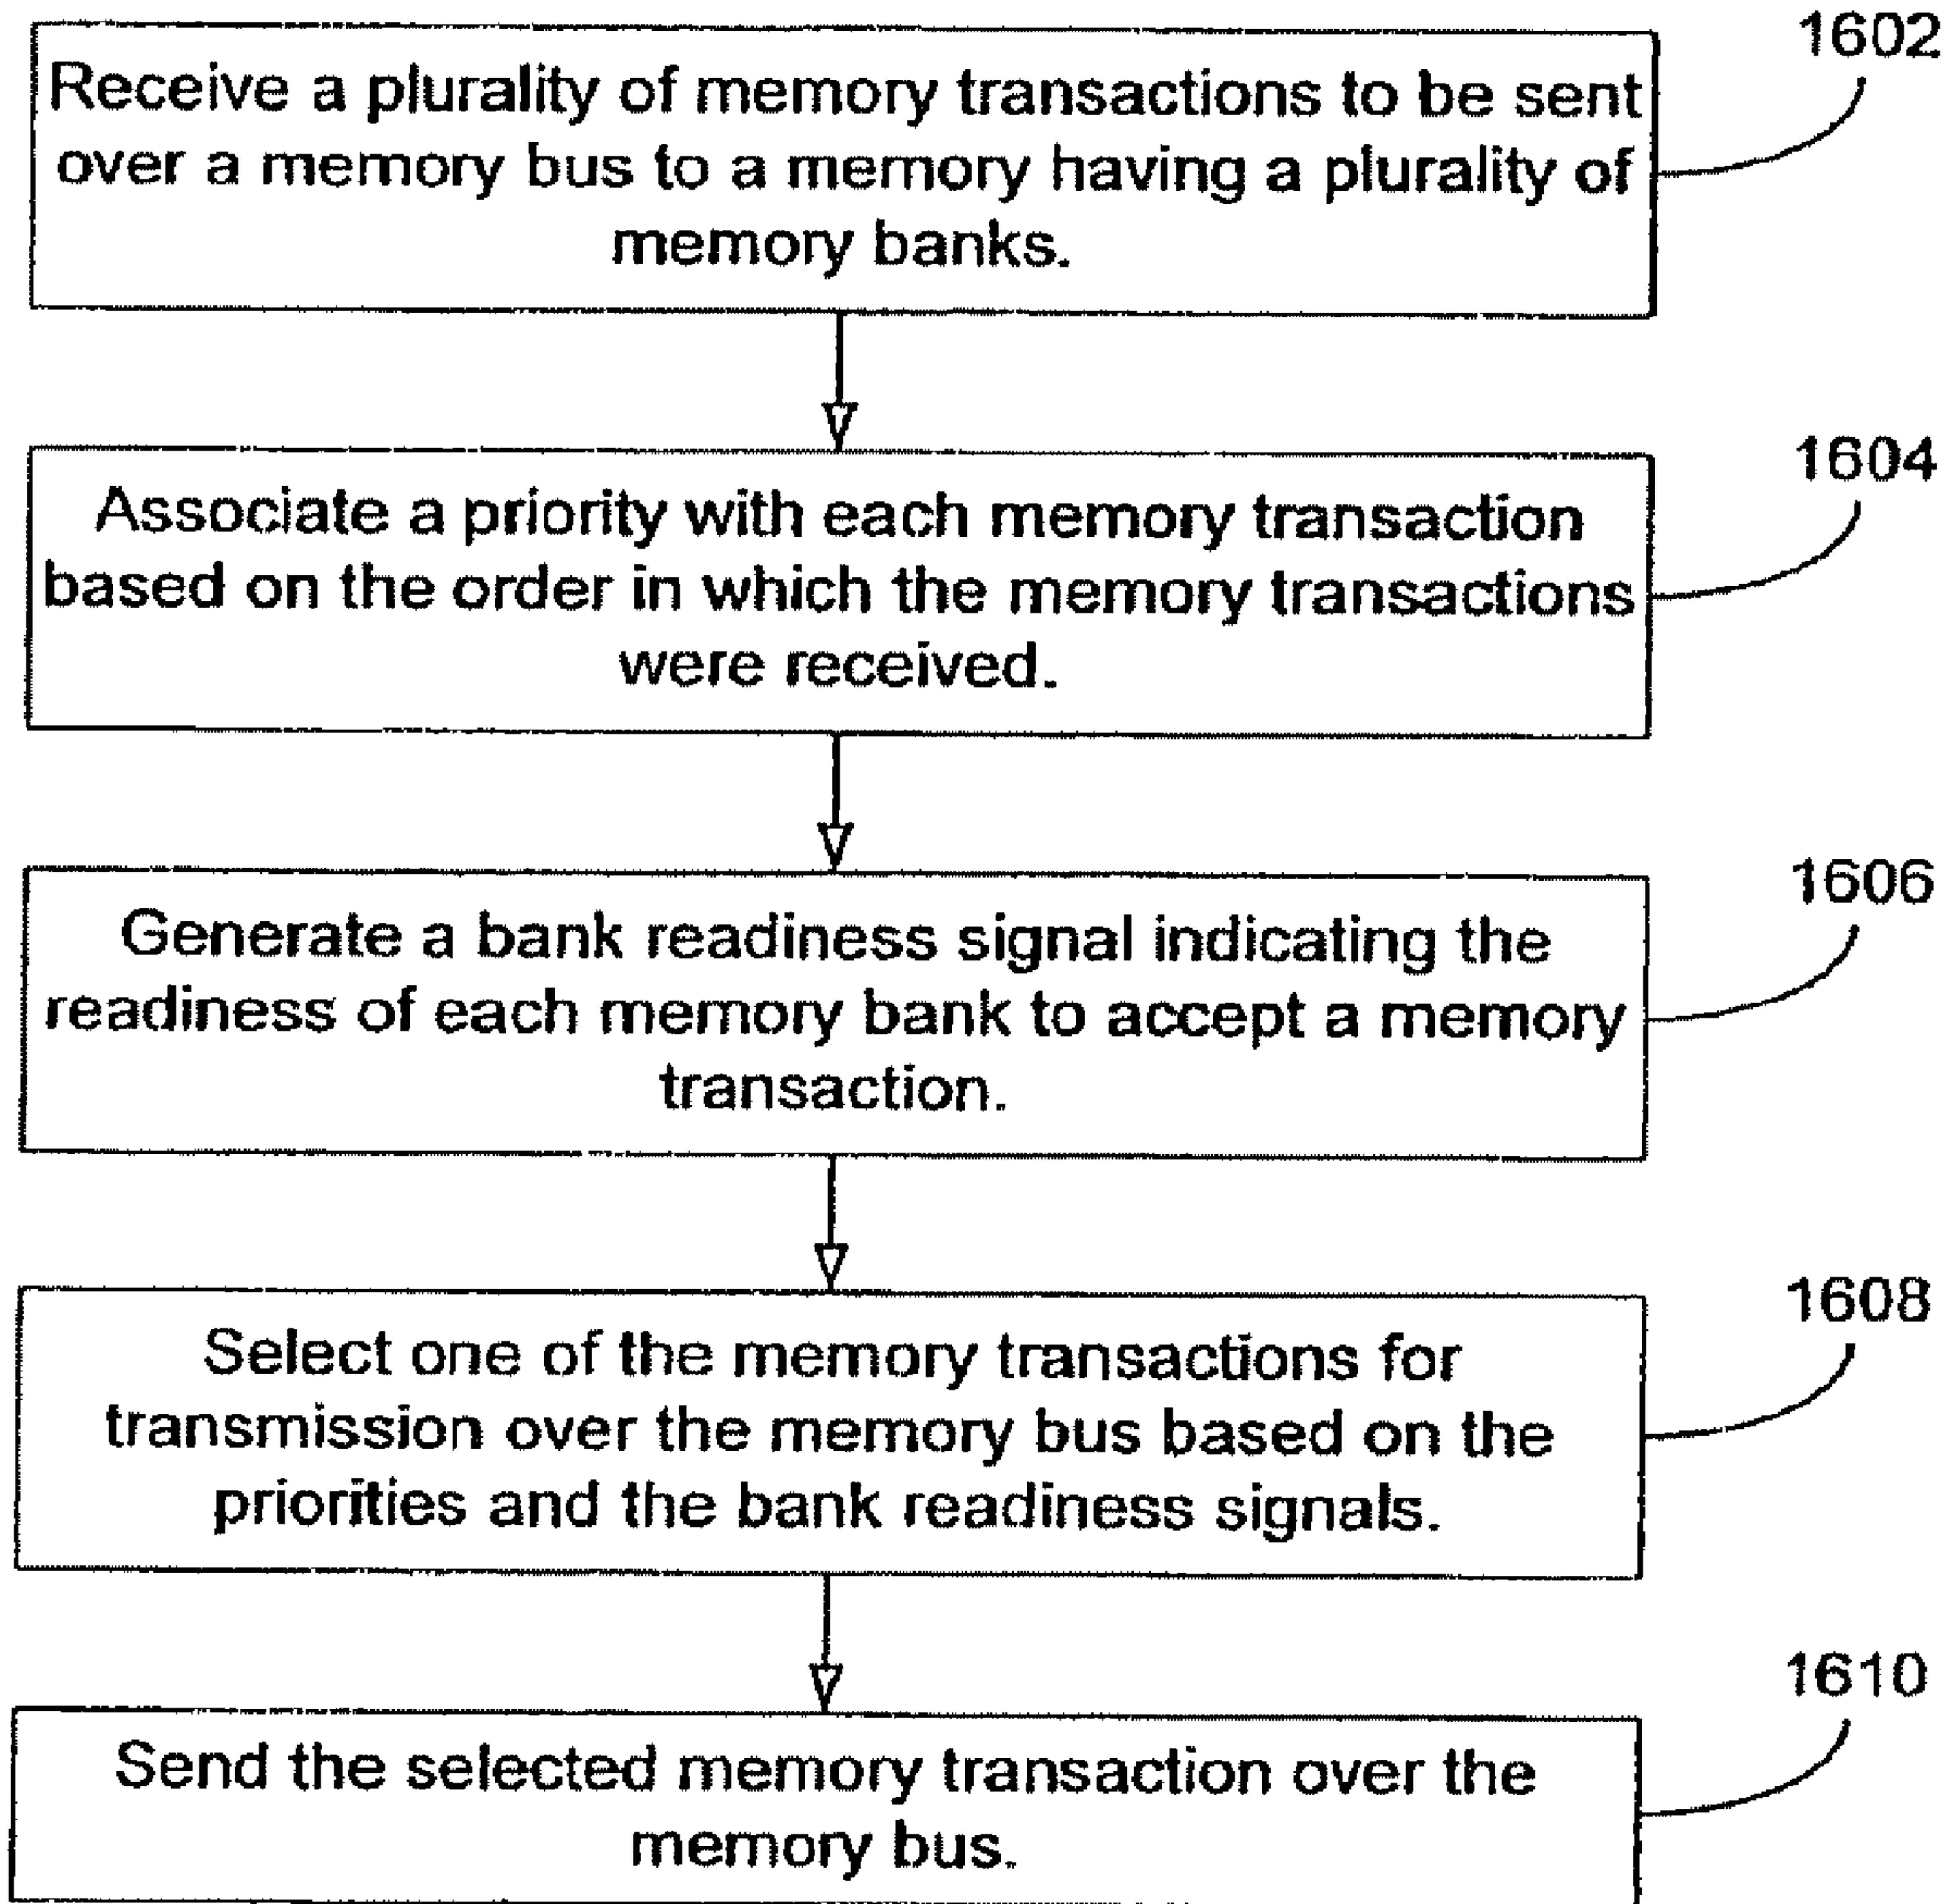 1602
Receive a plurality of memory transactions to be sent
over a memory bus to a memory having a plurality of
memory banks.
1604
Associate a priority with each memory transaction
based on the order in which the memory transactions
were received.
1606
Generate a bank readiness signal indicating the
readiness of each memory bank to accept a memory
transaction.
1608
Select one of the memory transactions for
transmission over the memory bus based on the
priorities and the bank readiness signals.
1610
Send the selected memory transaction over the
memory bus.